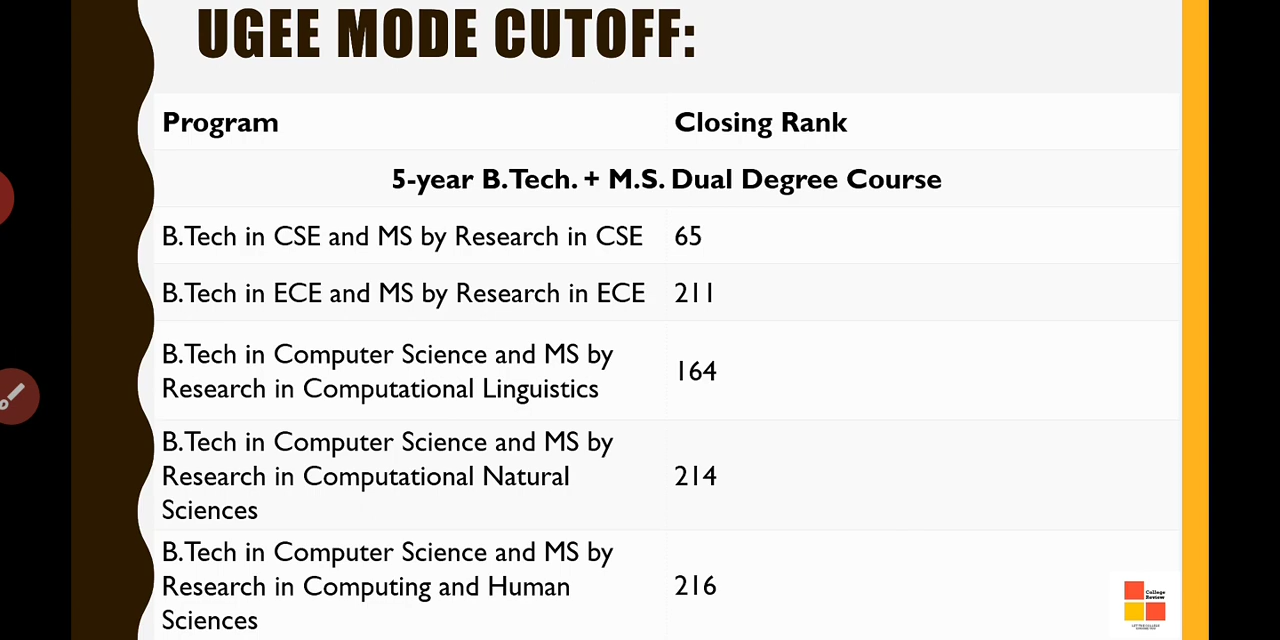 UGEE MODE CUTOFF:
Program Closing Rank
5-year B.Tech. + M.S. Dual Degree Course
B.Tech in CSE and MS by Research in CSE 65
B.Tech in ECE and MS by Research in ECE 211
B.Tech in Computer Science and MS by
Research in Computational Linguistics
164
B.Tech in Computer Science and MS by
Research in Computational Natural
Sciences
214
B.Tech in Computer Science and MS by
Research in Computing and Human
Sciences
216
College
Review